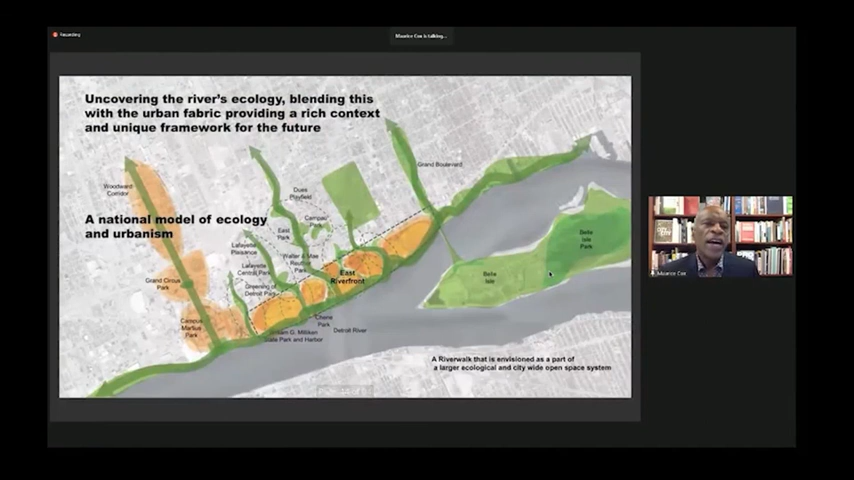 Recording
Maurice Cox is talking...
Uncovering the river's ecology, blending this
with the urban fabric providing a rich context
and unique framework for the future
Grand Boulevard
Woodward
Corridor
Dues
Playfield
A national model of ecology
and urbanism
Campau
Park
East
Park
Lafayette
Plaisance
Belle
Isle
Park
Walter & Mae
Reuther
Park
Lafayette
Central Park
East
Riverfront
Belle
Isle
Grand Circus
Park
Greening of
Detroit Park
Maurice Cox
Campus
Martius
Park
Chene
Park
Detroit River
William G. Milliken
State Park and Harbor
A Riverwalk that is envisioned as a part of
a larger ecological and city wide open space system